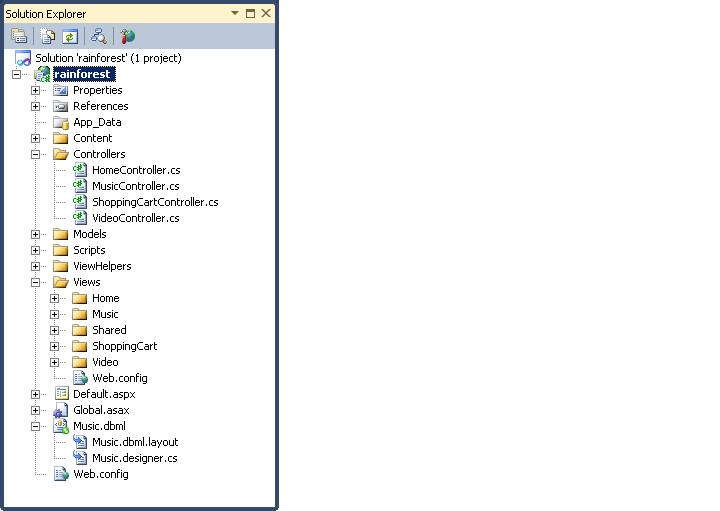 Solution Explorer
Solution 'rainforest' (1 project)
rainforest
Properties
References
App_Data
Content
Controllers
HomeController.cs
MusicController.cs
ShoppingCartController.cs
VideoController.cs
Models
Scripts
ViewHelpers
Views
Home
Music
Shared
ShoppingCart
Video
Web.config
Default.aspx
Global.asax
Music.dbml
Music.dbml.layout
Music.designer.cs
Web.config